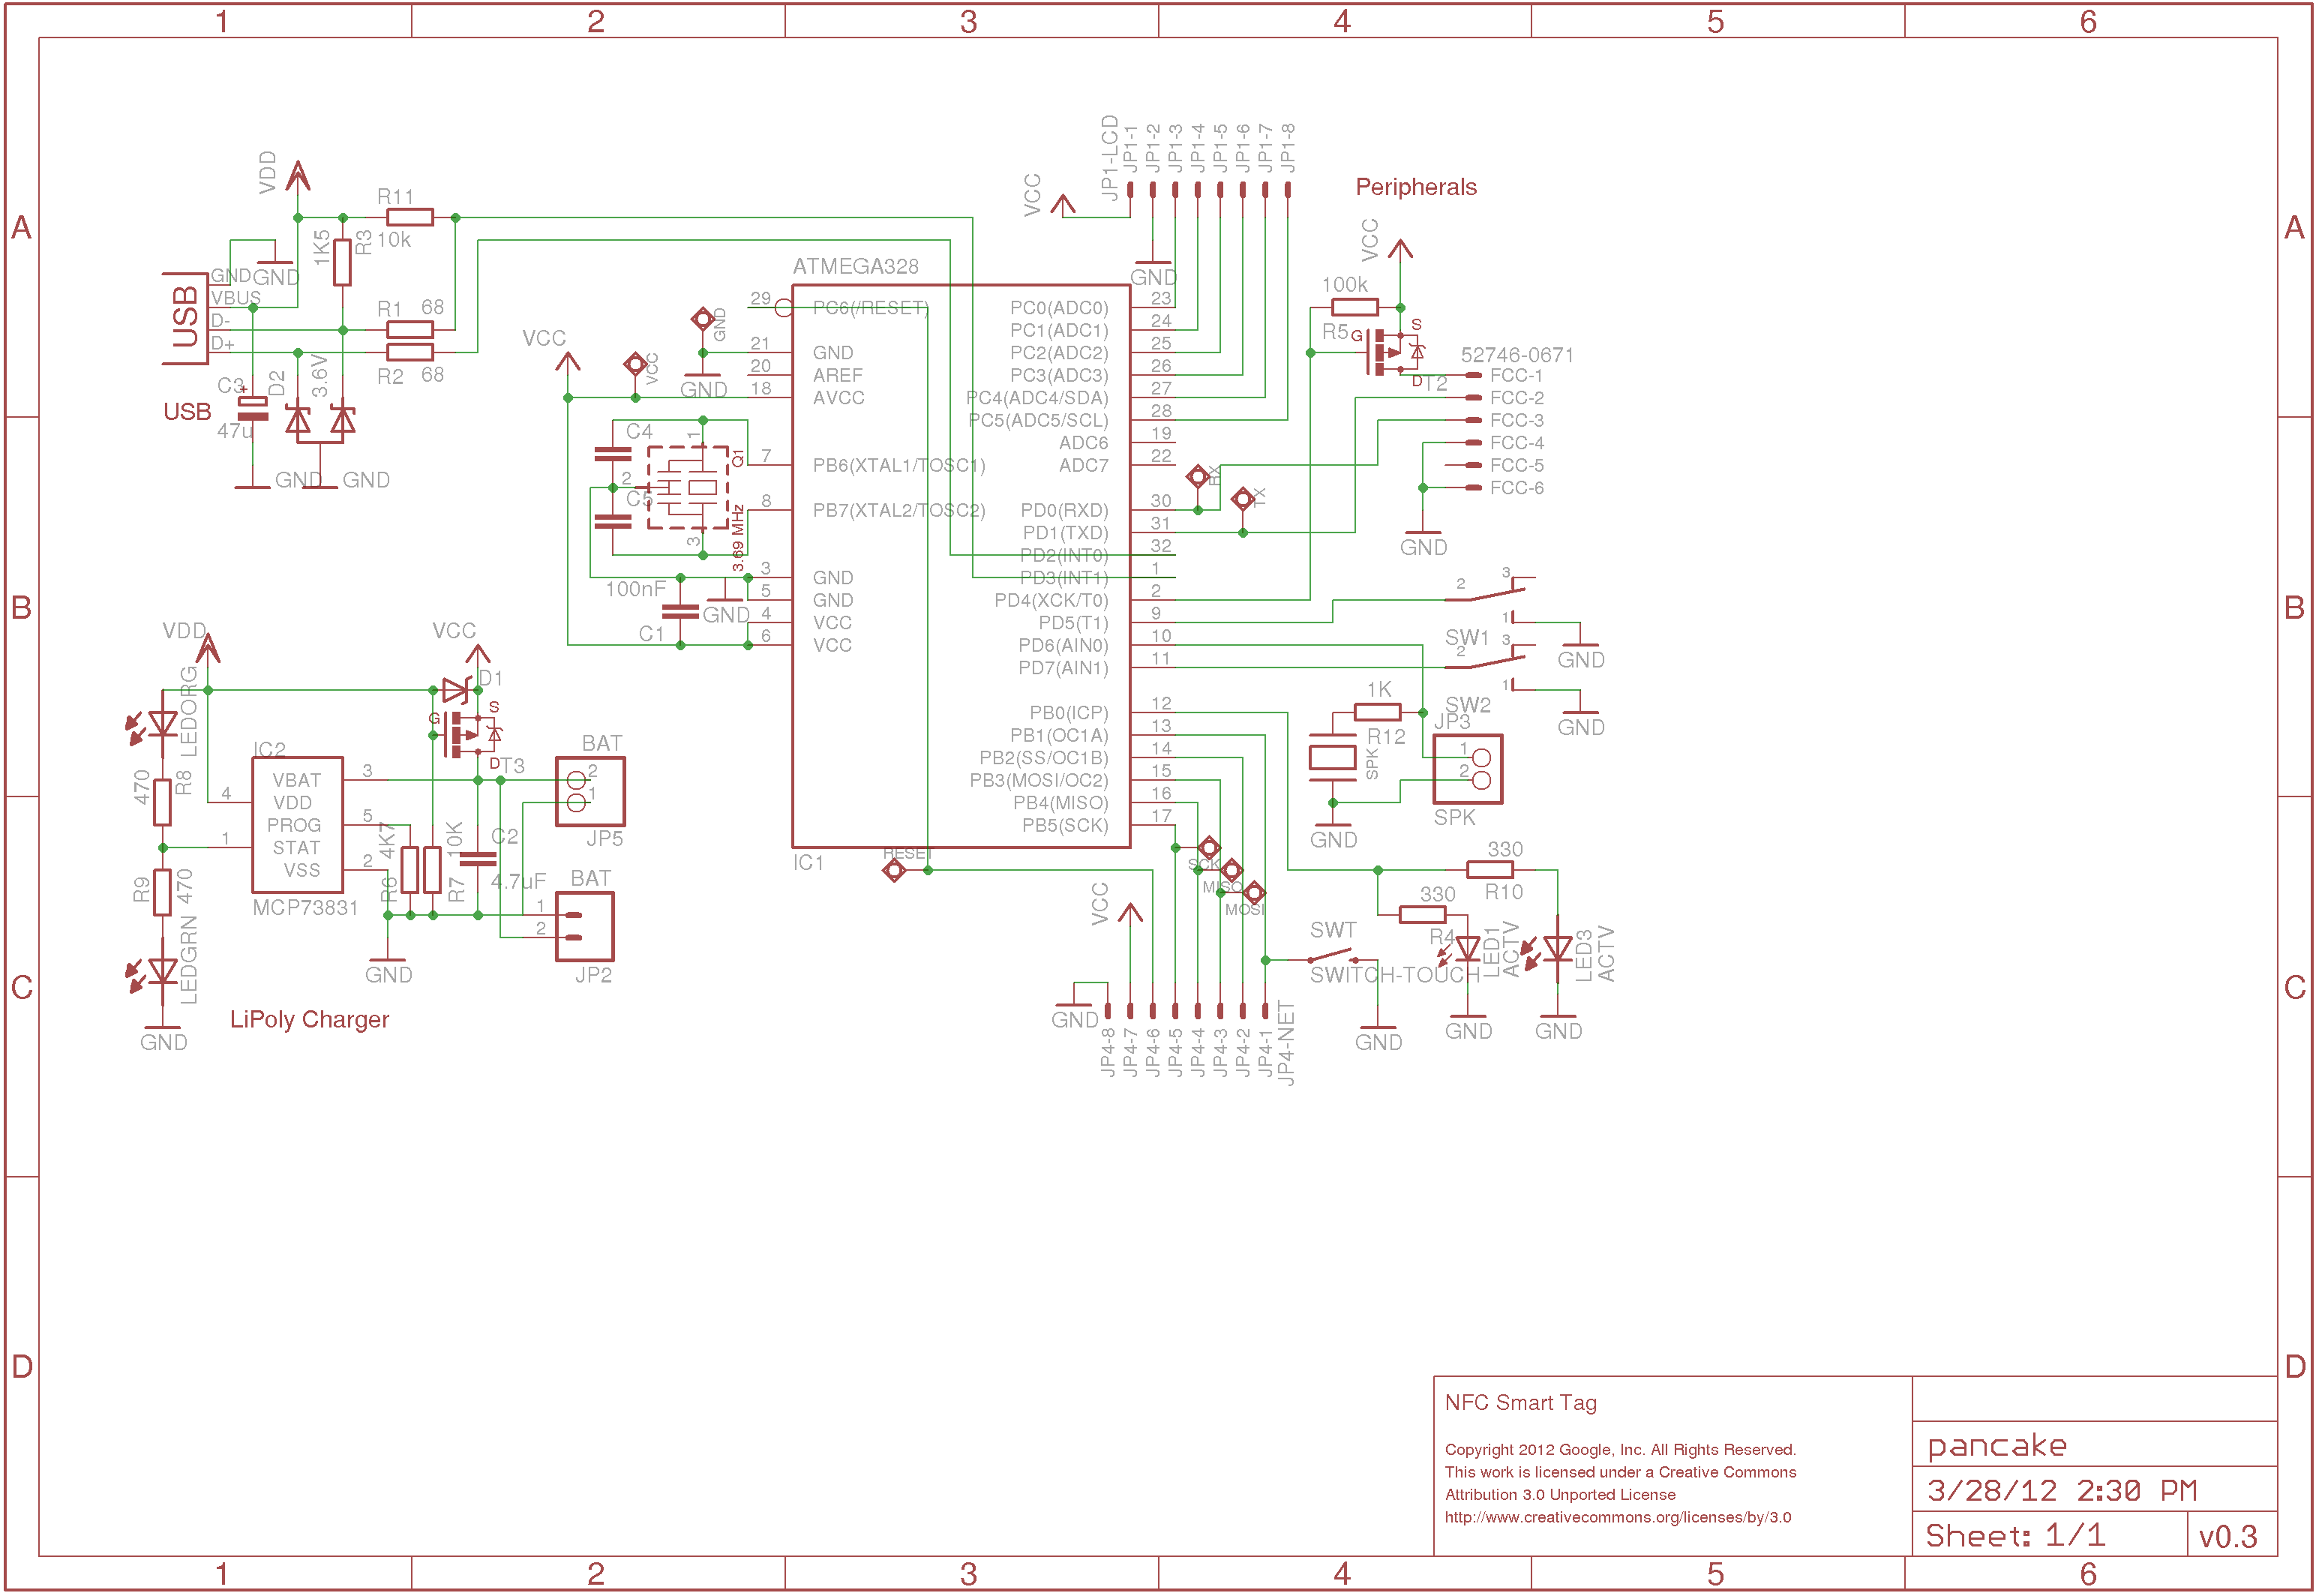 1 2 3 4 5 6
A A
B B
C C
D D
VDD
R11
10k
1K5
R3
GND
VBUS
D-
D+
USB
GND
R1 68
R2 68
C3
+
47u
D2
3.6V
USB
GND GND
VCC
VCC
GND
GND
ATMEGA328
29 PC6(/RESET)
21 GND
20 AREF
18 AVCC
7 PB6(XTAL1/TOSC1)
8 PB7(XTAL2/TOSC2)
3 GND
5 GND
4 VCC
6 VCC
PC0(ADC0) 23
PC1(ADC1) 24
PC2(ADC2) 25
PC3(ADC3) 26
PC4(ADC4/SDA) 27
PC5(ADC5/SCL) 28
ADC6 19
ADC7 22
PD0(RXD) 30
PD1(TXD) 31
PD2(INT0) 32
PD3(INT1) 1
PD4(XCK/T0) 2
PD5(T1) 9
PD6(AIN0) 10
PD7(AIN1) 11
PB0(ICP) 12
PB1(OC1A) 13
PB2(SS/OC1B) 14
PB3(MOSI/OC2) 15
PB4(MISO) 16
PB5(SCK) 17
IC1
C4
C5
1
2
3
Q1
3.69 MHz
100nF
C1
GND
RESET
VCC
JP1-LCD
JP1-1
JP1-2
JP1-3
JP1-4
JP1-5
JP1-6
JP1-7
JP1-8
GND
Peripherals
VCC
100k
R5
G
S
D
T2
52746-0671
FCC-1
FCC-2
FCC-3
FCC-4
FCC-5
FCC-6
GND
RX
TX
2 3
1
SW1
GND
2 3
1
SW2
GND
1K
R12
SPK
GND
JP3
1
2
SPK
330
R10
330
R4
LED1
ACTV
LED3
ACTV
GND
GND
SWT
SWITCH-TOUCH
GND
SCK
MISO
MOSI
VCC
GND
JP4-8
JP4-7
JP4-6
JP4-5
JP4-4
JP4-3
JP4-2
JP4-1
JP4-NET
VDD
VCC
LEDORG
470
R8
R9
470
LEDGRN
GND
IC2
VBAT 3
4 VDD
PROG 5
1 STAT
VSS 2
MCP73831
D1
G
S
D
T3
4K7
R6
10K
R7
C2
4.7uF
GND
BAT
2
1
JP5
BAT
1
2
JP2
LiPoly Charger
NFC Smart Tag
Copyright 2012 Google, Inc. All Rights Reserved.
This work is licensed under a Creative Commons
Attribution 3.0 Unported License
http://www.creativecommons.org/licenses/by/3.0
pancake
3/28/12 2:30 PM
Sheet: 1/1
v0.3
1 2 3 4 5 6